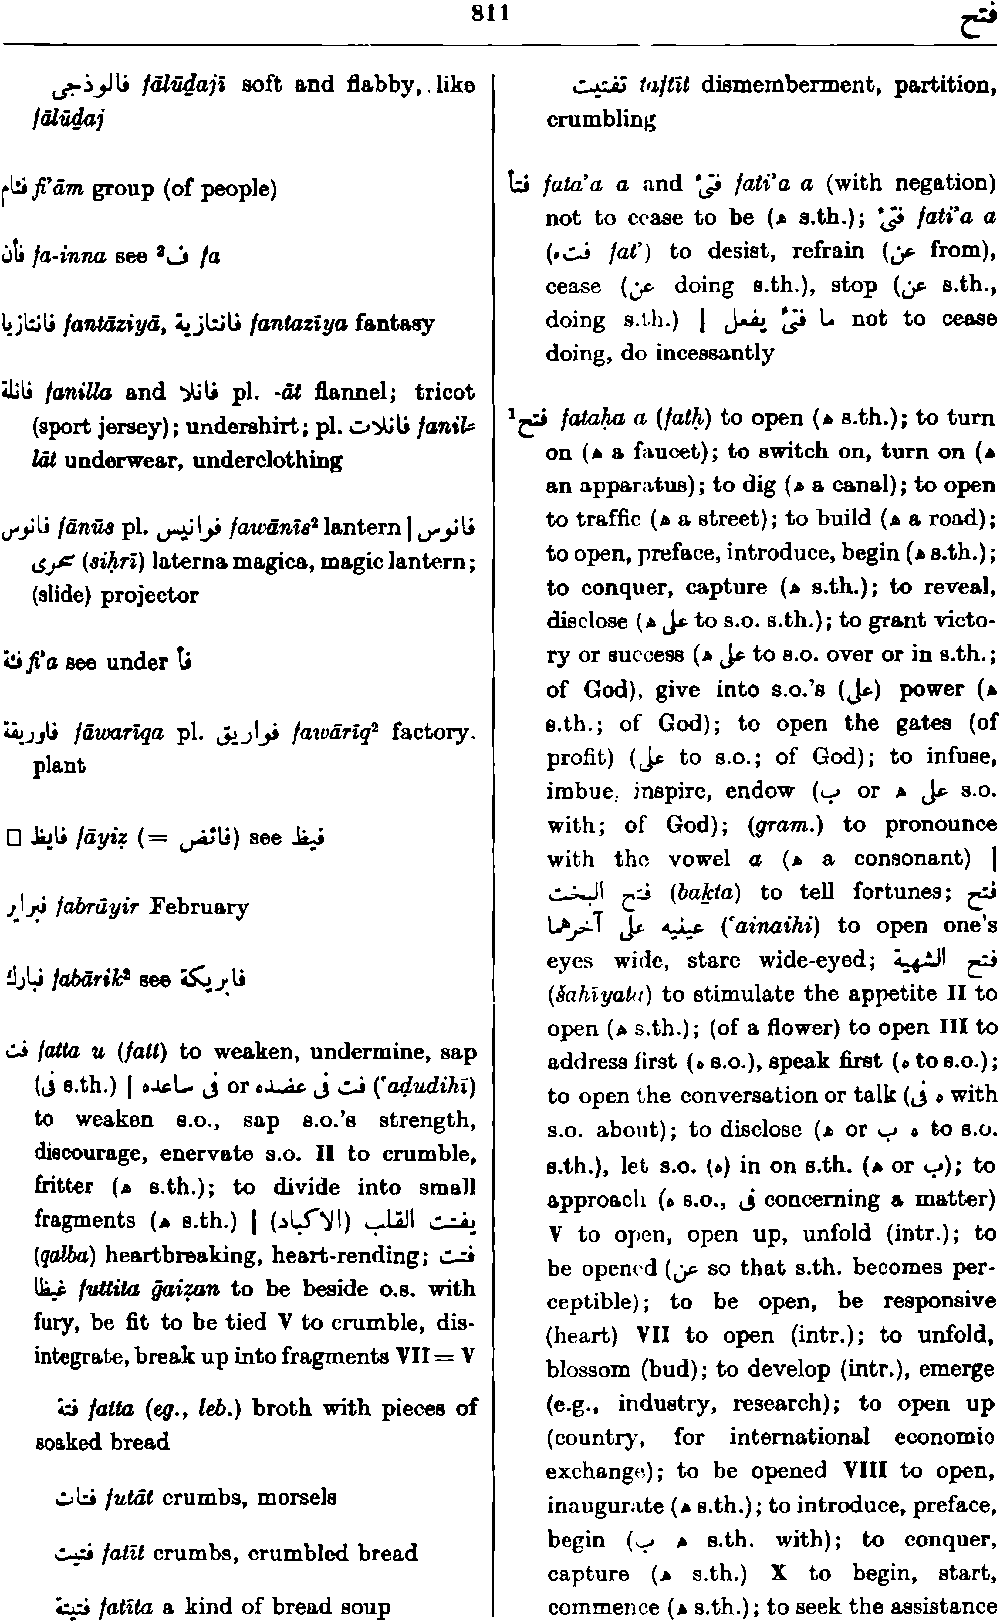 811
فتح
فالوذجى fālūḏajī soft and flabby, like
fālūḏaj
فئام fi’ām group (of people)
فأن fa-inna see ²ف fa
فانتازيا fantāziyā, فانتازية fantazīya fantasy
فانلة fanilla and فانلا pl. -āt flannel; tricot
(sport jersey); undershirt; pl. فانلات fanil-
lāt underwear, underclothing
فانوس fānūs pl. فوانيس fawānīs² lantern | فانوس
سحرى (siḥrī) laterna magica, magic lantern;
(slide) projector
فئة fi’a see under فأ
فاوريقة fāwarīqa pl. فواريق fawārīq² factory,
plant
□ فايظ fāyiẓ (= فائض) see فيظ
فبراير fabrāyir February
فبارك fabārik² see فابريكة
فت fatta u (fatt) to weaken, undermine, sap
(فى s.th.) | فت فى عضده or فى ساعده (‘aḍudihī)
to weaken s.o., sap s.o.’s strength,
discourage, enervate s.o. II to crumble,
fritter (ه s.th.); to divide into small
fragments (ه s.th.) | يفتت القلب (الاكباد)
(qalba) heartbreaking, heart-rending; فتت
غيظا futtita ḡaiẓan to be beside o.s. with
fury, be fit to be tied V to crumble, dis-
integrate, break up into fragments VII = V
فتة fatta (eg., leb.) broth with pieces of
soaked bread
فتات futāt crumbs, morsels
فتيت fatīt crumbs, crumbled bread
فتيتة fatīta a kind of bread soup
تفتيت taftīt dismemberment, partition,
crumbling
فتأ fata’a a and فتئ fati’a a (with negation)
not to cease to be (ه s.th.); فتئ fati’a a
(فتء fat’) to desist, refrain (عن from),
cease (عن doing s.th.), stop (عن s.th.,
doing s.th.) | ما فتئ يفعل not to cease
doing, do incessantly
¹فتح fataḥa a (fatḥ) to open (ه s.th.); to turn
on (ه a faucet); to switch on, turn on (ه
an apparatus); to dig (ه a canal); to open
to traffic (ه a street); to build (ه a road);
to open, preface, introduce, begin (ه s.th.);
to conquer, capture (ه s.th.); to reveal,
disclose (ه على to s.o. s.th.); to grant victo-
ry or success (ه على to s.o. over or in s.th.;
of God), give into s.o.’s (على) power (ه
s.th.; of God); to open the gates (of
profit) (على to s.o.; of God); to infuse,
imbue, inspire, endow (ب or ه على s.o.
with; of God); (gram.) to pronounce
with the vowel a (ه a consonant) |
فتح البخت (baḵta) to tell fortunes; فتح
عينيه على آخرهما (‘ainaihi) to open one’s
eyes wide, stare wide-eyed; فتح الشهية
(šahīyata) to stimulate the appetite II to
open (ه s.th.); (of a flower) to open III to
address first (ه s.o.), speak first (ه to s.o.);
to open the conversation or talk (ه فى with
s.o. about); to disclose (ه or ب ه to s.o.
s.th.), let s.o. (ه) in on s.th. (ه or ب); to
approach (ه s.o., فى concerning a matter)
V to open, open up, unfold (intr.); to
be opened (عن so that s.th. becomes per-
ceptible); to be open, be responsive
(heart) VII to open (intr.); to unfold,
blossom (bud); to develop (intr.), emerge
(e.g., industry, research); to open up
(country, for international economic
exchange); to be opened VIII to open,
inaugurate (ه s.th.); to introduce, preface,
begin (ه ب s.th. with); to conquer,
capture (ه s.th.) X to begin, start,
commence (ه s.th.); to seek the assistance